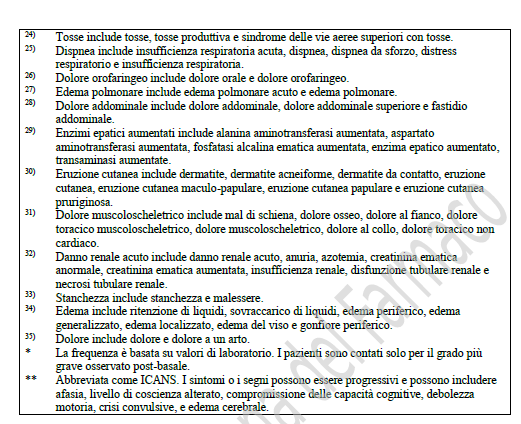 24) Tosse include tosse, tosse produttiva e sindrome delle vie aeree superiori con tosse.
25) Dispnea include insufficienza respiratoria acuta, dispnea, dispnea da sforzo, distress
respiratorio e insufficienza respiratoria.
26) Dolore orofaringeo include dolore orale e dolore orofaringeo.
27) Edema polmonare include edema polmonare acuto e edema polmonare.
28) Dolore addominale include dolore addominale, dolore addominale superiore e fastidio
addominale.
29) Enzimi epatici aumentati include alanina aminotransferasi aumentata, aspartato
aminotransferasi aumentata, fosfatasi alcalina ematica aumentata, enzima epatico aumentato,
transaminasi aumentate.
30) Eruzione cutanea include dermatite, dermatite acneiforme, dermatite da contatto, eruzione
cutanea, eruzione cutanea maculo-papulare, eruzione cutanea papulare e eruzione cutanea
pruriginosa.
31) Dolore muscoloscheletrico include mal di schiena, dolore osseo, dolore al fianco, dolore
toracico muscoloscheletrico, dolore muscoloscheletrico, dolore al collo, dolore toracico non
cardiaco.
32) Danno renale acuto include danno renale acuto, anuria, azotemia, creatinina ematica
anormale, creatinina ematica aumentata, insufficienza renale, disfunzione tubulare renale e
necrosi tubulare renale.
33) Stanchezza include stanchezza e malessere.
34) Edema include ritenzione di liquidi, sovraccarico di liquidi, edema periferico, edema
generalizzato, edema localizzato, edema del viso e gonfiore periferico.
35) Dolore include dolore e dolore a un arto.
* La frequenza è basata su valori di laboratorio. I pazienti sono contati solo per il grado più
grave osservato post-basale.
** Abbreviata come ICANS. I sintomi o i segni possono essere progressivi e possono includere
afasia, livello di coscienza alterato, compromissione delle capacità cognitive, debolezza
motoria, crisi convulsive, e edema cerebrale.
del Farmaco